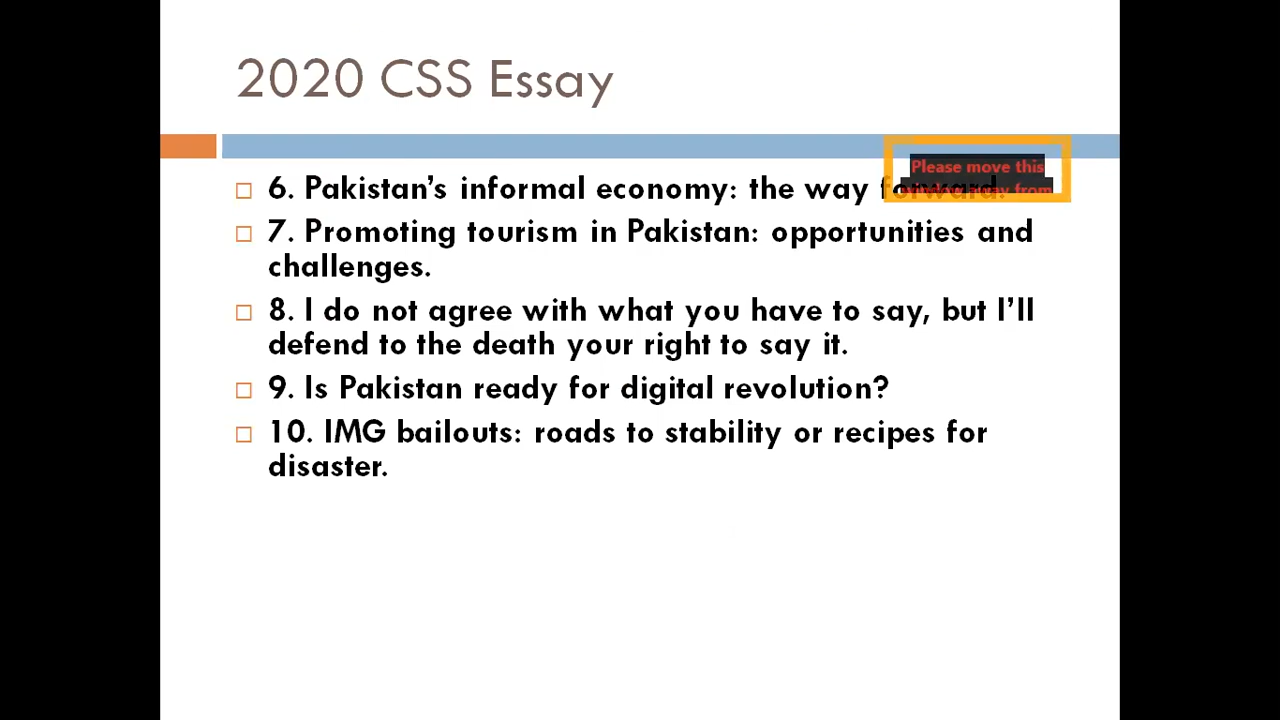 2020 CSS Essay
Please move this
6. Pakistan’s informal economy: the way forward.
7. Promoting tourism in Pakistan: opportunities and
challenges.
8. I do not agree with what you have to say, but I’ll
defend to the death your right to say it.
9. Is Pakistan ready for digital revolution?
10. IMG bailouts: roads to stability or recipes for
disaster.